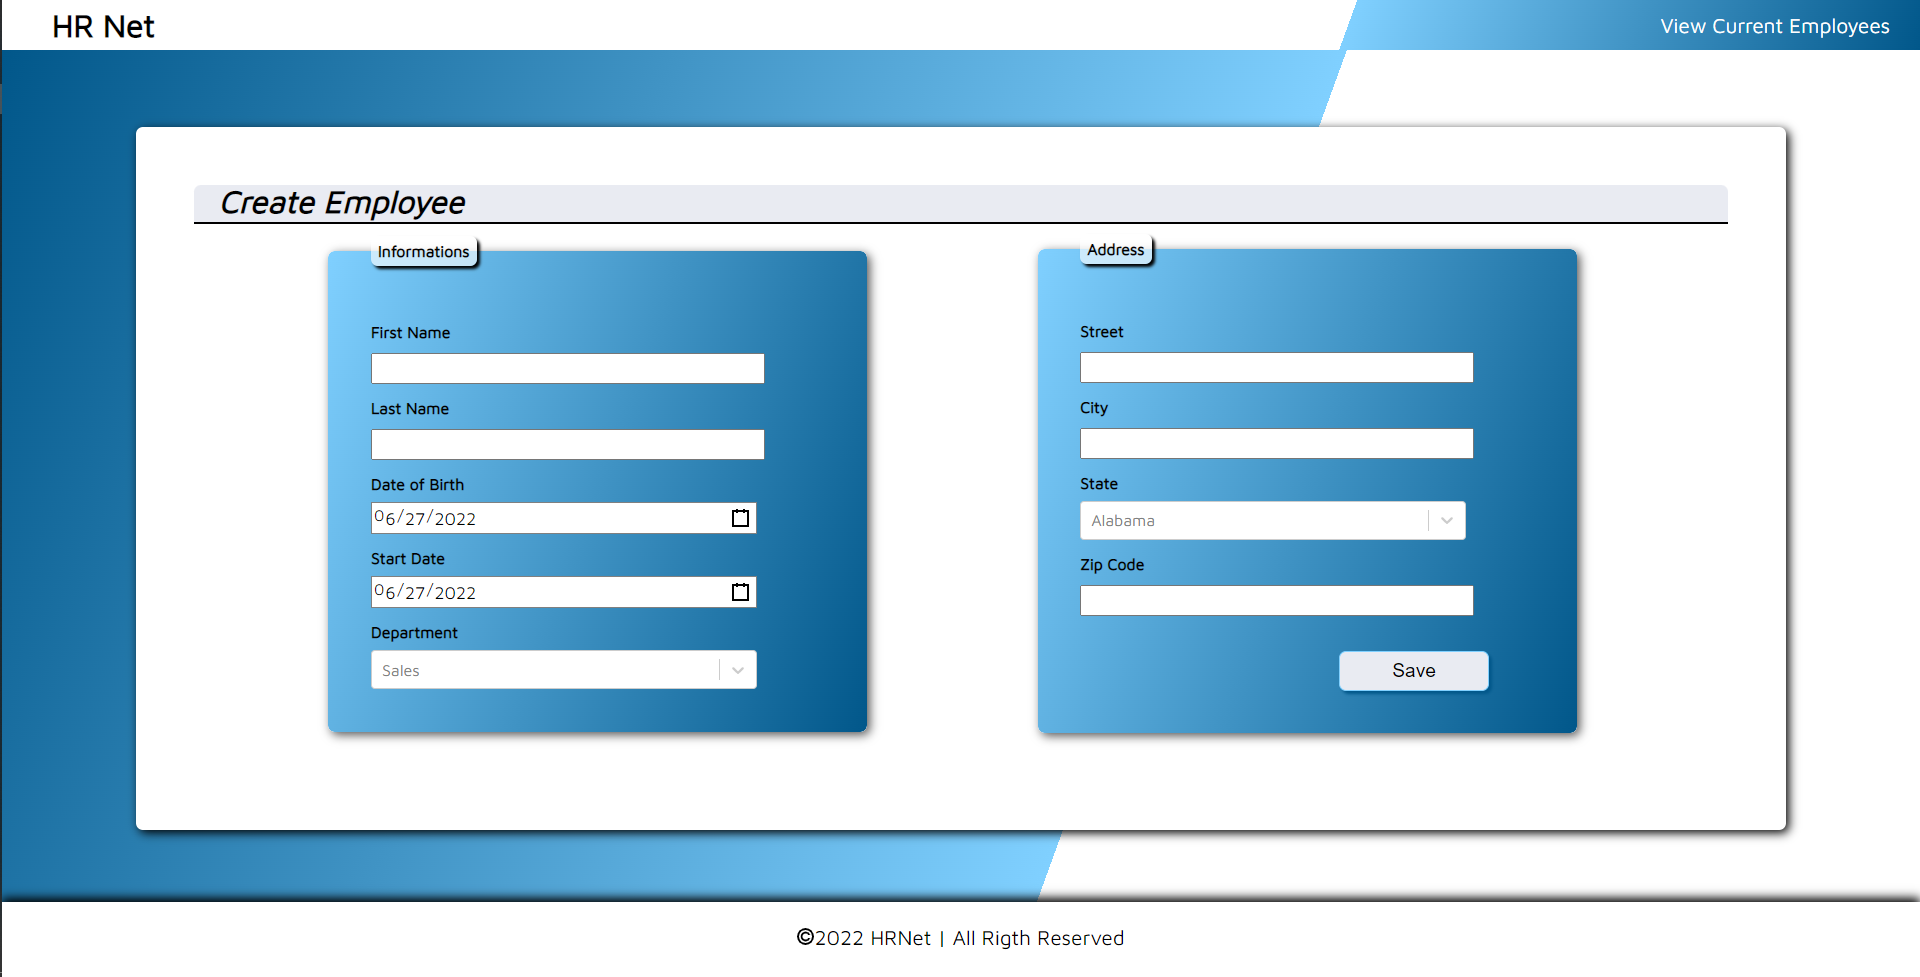 HR Net
View Current Employees
Create Employee
Informations
First Name
Last Name
Date of Birth
06/27/2022
Start Date
06/27/2022
Department
Sales
Address
Street
City
State
Alabama
Zip Code
Save
©2022 HRNet | All Rigth Reserved